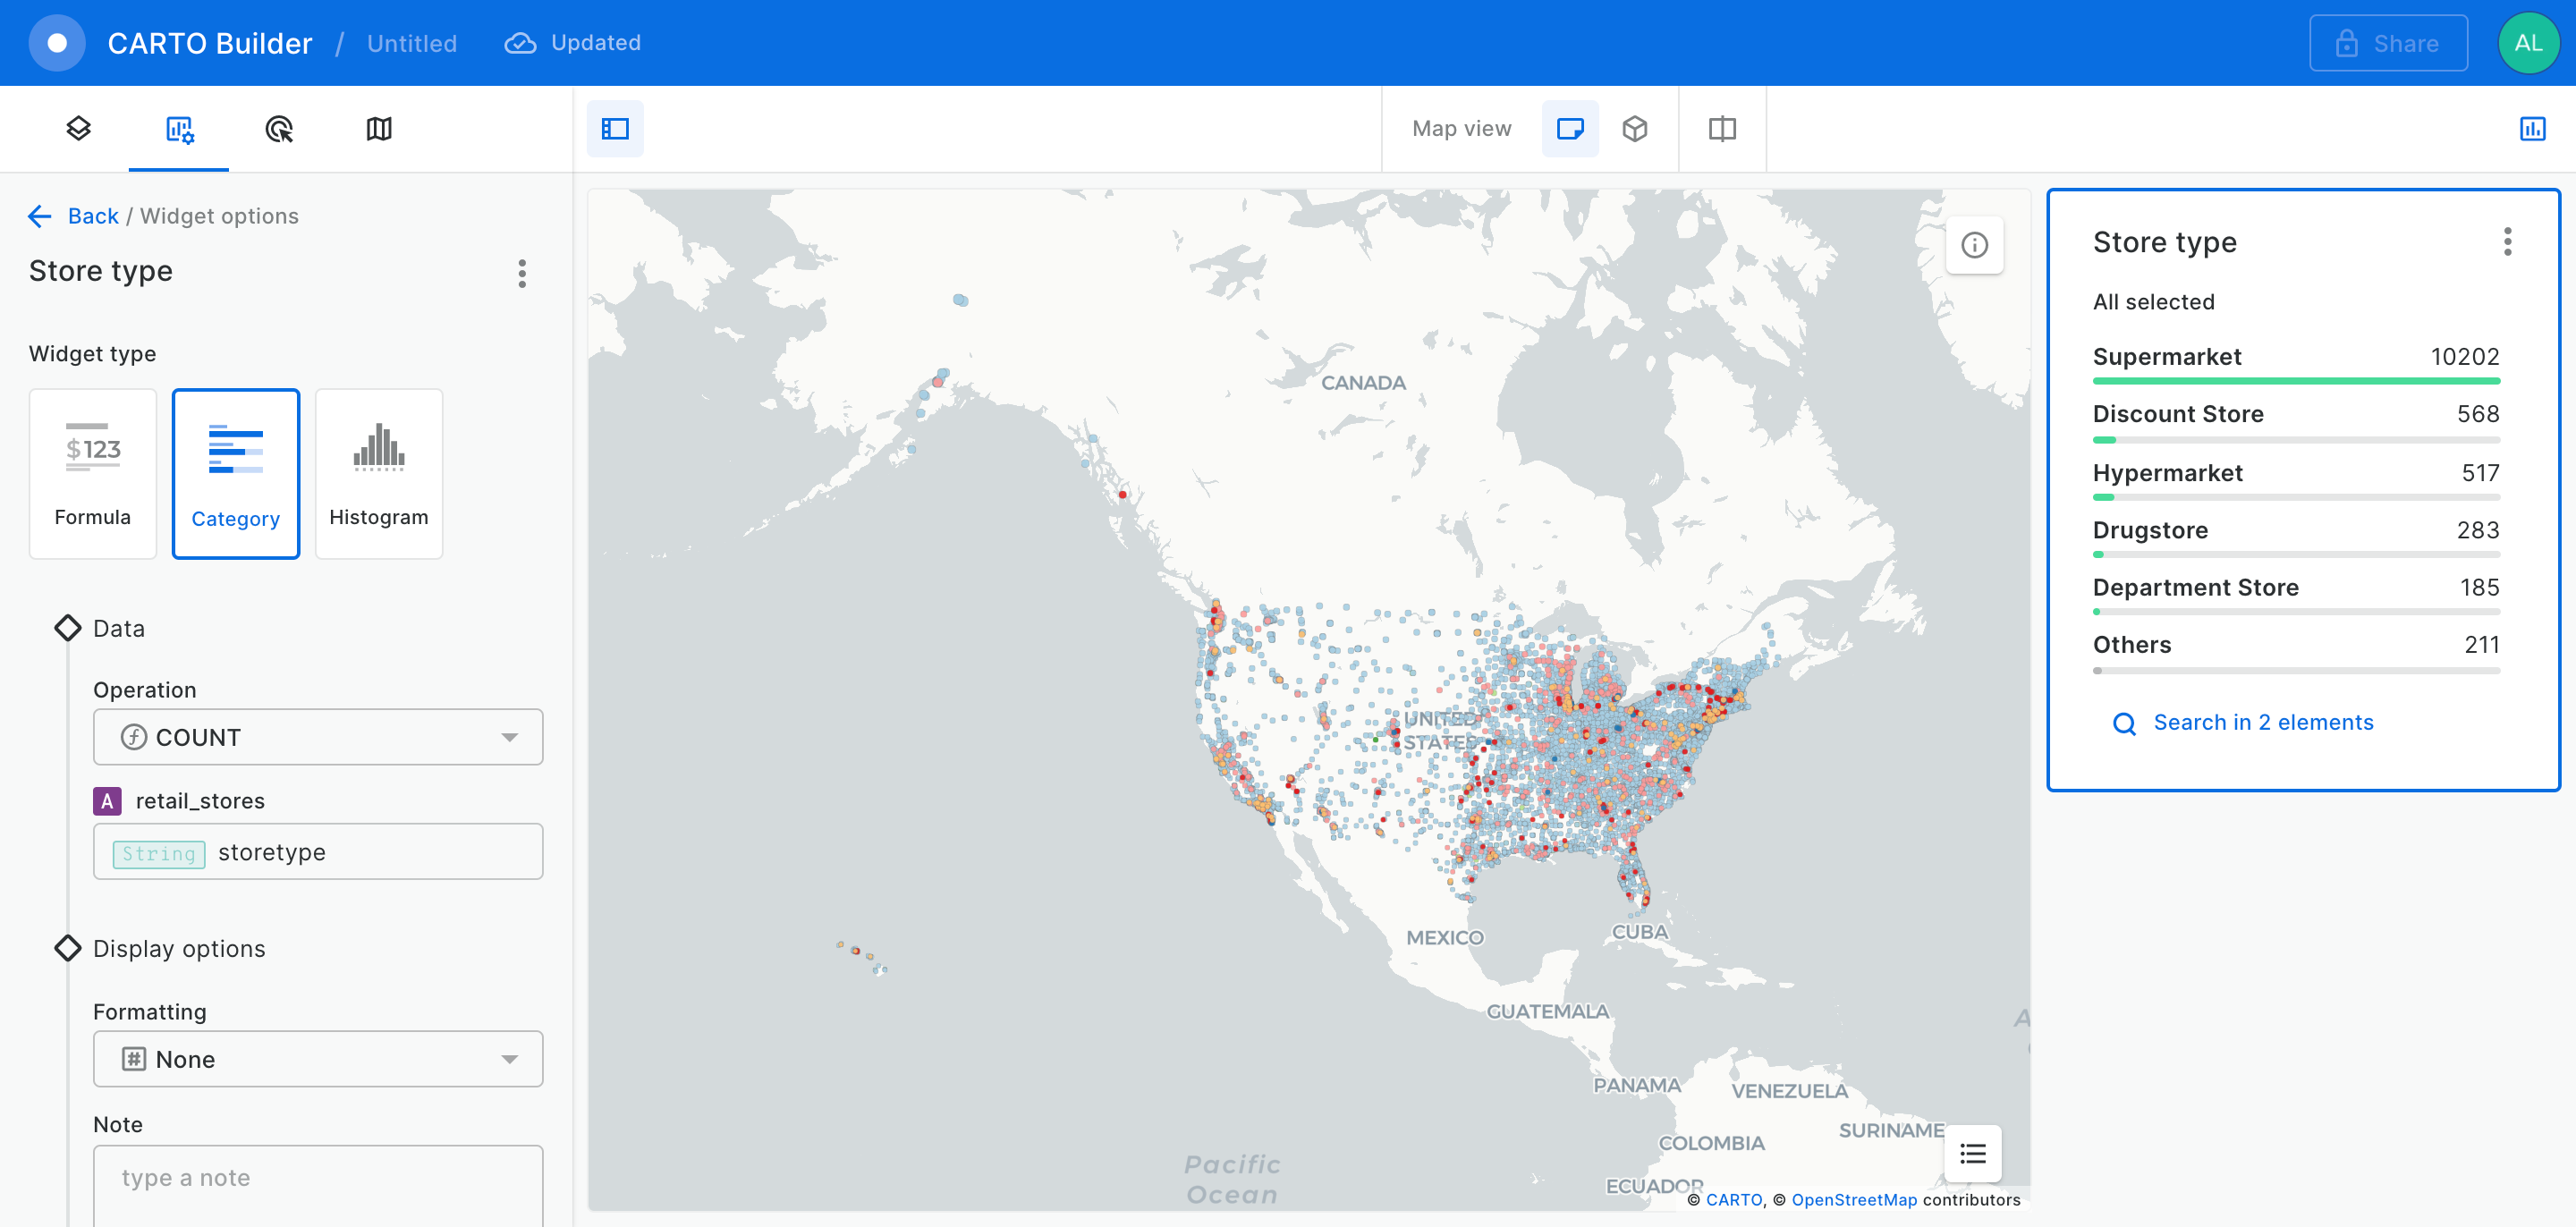 CARTO Builder / Untitled Updated Share AL
Map view
Back / Widget options
Store type
Widget type
$123
Formula Category Histogram
Data
Operation
COUNT
A retail_stores
String storetype
Display options
Formatting
None
Note
type a note
CANADA
UNITED
STATES
MEXICO
CUBA
GUATEMALA
PANAMA
VENEZUELA
COLOMBIA
SURINAME
ECUADOR
Pacific
Ocean
© CARTO, © OpenStreetMap contributors
Store type
All selected
Supermarket 10202
Discount Store 568
Hypermarket 517
Drugstore 283
Department Store 185
Others 211
Search in 2 elements